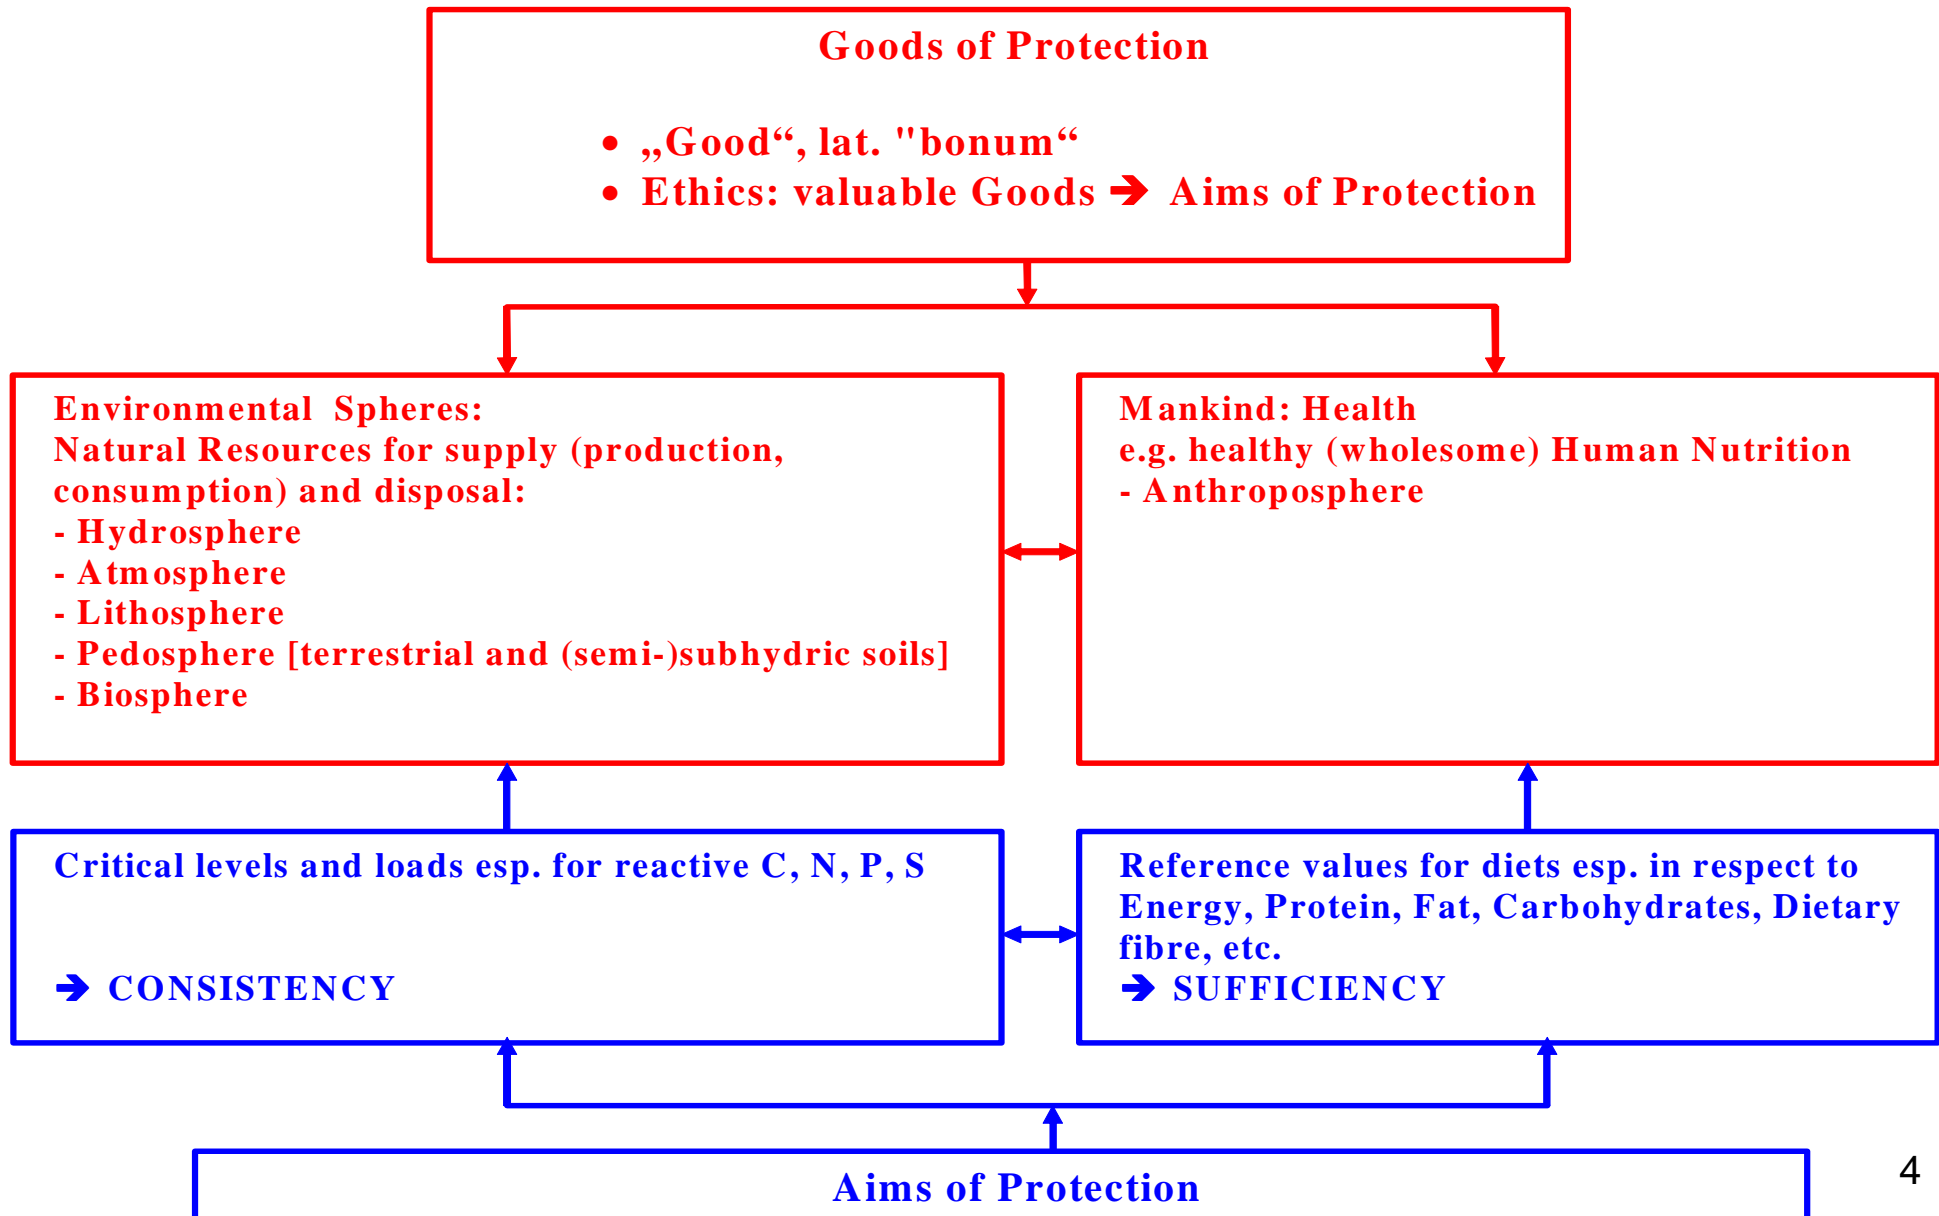 Goods of Protection
• „Good“, lat. "bonum“
• Ethics: valuable Goods ➔ Aims of Protection
Environmental Spheres:
Natural Resources for supply (production,
consumption) and disposal:
- Hydrosphere
- Atmosphere
- Lithosphere
- Pedosphere [terrestrial and (semi-)subhydric soils]
- Biosphere
Mankind: Health
e.g. healthy (wholesome) Human Nutrition
- Anthroposphere
Critical levels and loads esp. for reactive C, N, P, S
➔ CONSISTENCY
Reference values for diets esp. in respect to
Energy, Protein, Fat, Carbohydrates, Dietary
fibre, etc.
➔ SUFFICIENCY
Aims of Protection
4